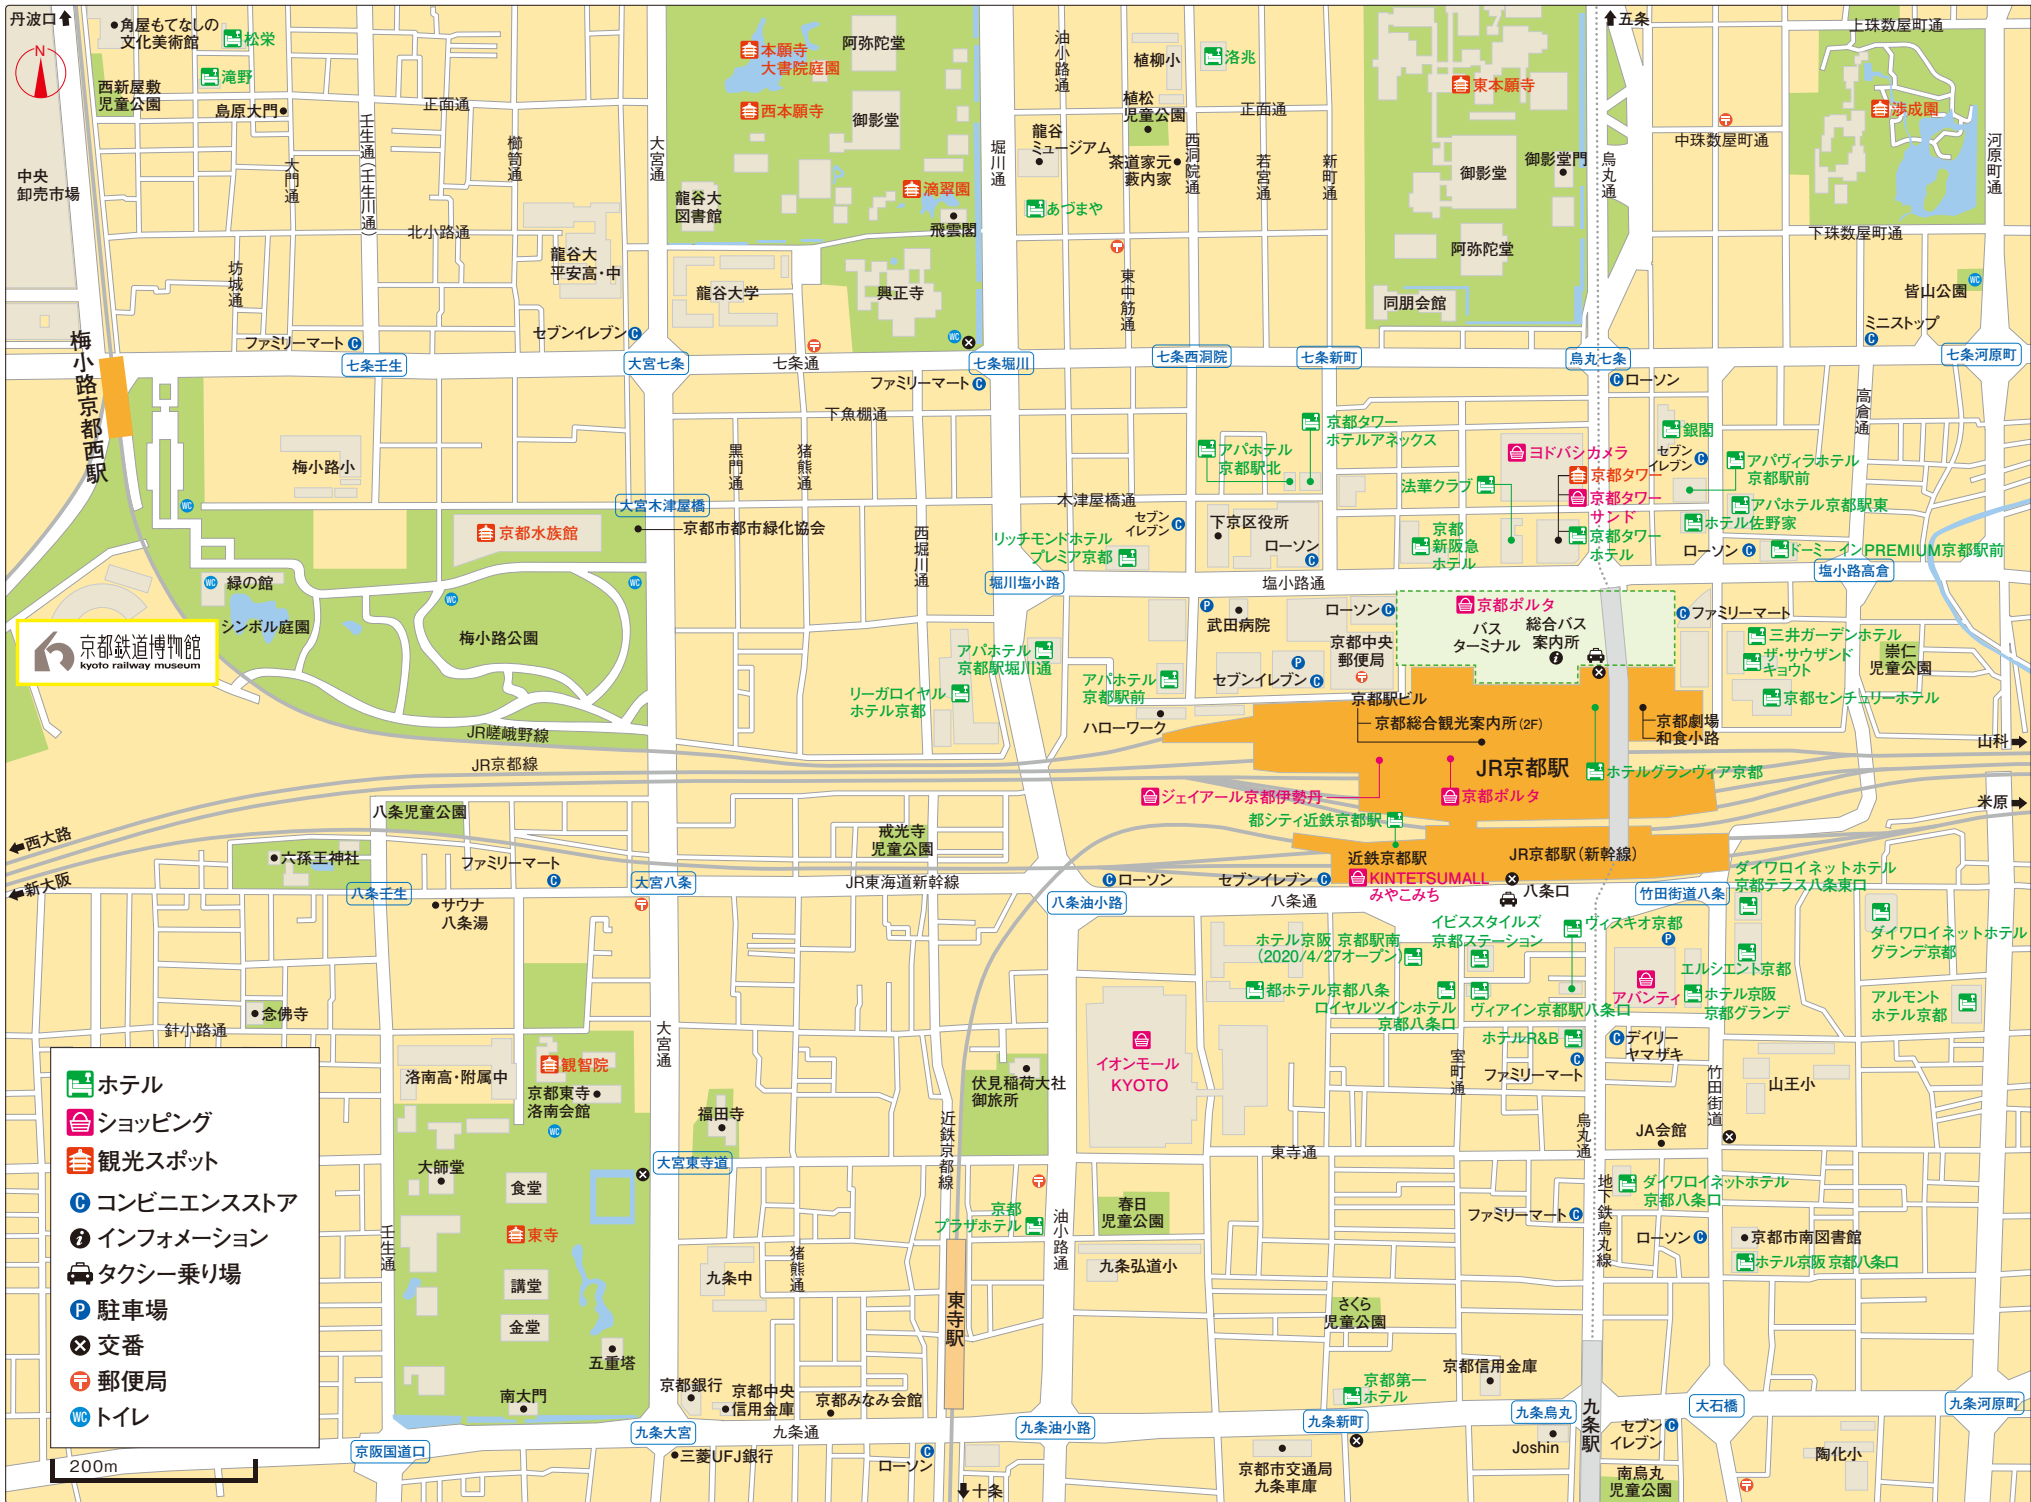 丹波口
N
角屋もてなしの
文化美術館
松栄
滝野
西新屋敷
児童公園
島原大門
正面通
壬生通(壬生川通)
櫛笥通
大門通
坊城通
北小路通
大宮通
中央
卸売市場
龍谷大
平安高・中
本願寺
大書院庭園
西本願寺
阿弥陀堂
御影堂
滴翠園
飛雲閣
龍谷大
図書館
龍谷大学
興正寺
堀川通
油小路通
植柳小
植松
児童公園
洛兆
龍谷
ミュージアム
茶道家元
藪内家
西洞院通
正面通
若宮通
新町通
あづまや
東中筋通
東本願寺
御影堂
御影堂門
阿弥陀堂
同朋会館
五条
烏丸通
上珠数屋町通
中珠数屋町通
渉成園
下珠数屋町通
河原町通
皆山公園
WC
ミニストップ
梅小路京都西駅
ファミリーマート
セブンイレブン
七条壬生
大宮七条
七条通
七条堀川
七条西洞院
七条新町
烏丸七条
七条河原町
WC
ファミリーマート
ローソン
高倉通
下魚棚通
黒門通
猪熊通
梅小路小
WC
大宮木津屋橋
京都水族館
京都市都市緑化協会
木津屋橋通
西堀川通
アパホテル
京都駅北
京都タワー
ホテルアネックス
セブン
イレブン
下京区役所
ローソン
リッチモンドホテル
プレミア京都
法華クラブ
京都
新阪急
ホテル
ヨドバシカメラ
京都タワー
京都タワー
サンド
京都タワー
ホテル
銀閣
セブン
イレブン
アパヴィラホテル
京都駅前
アパホテル京都駅東
ホテル佐野家
ローソン
ドーミーインPREMIUM京都駅前
塩小路高倉
堀川塩小路
塩小路通
WC
緑の館
WC
WC
シンボル庭園
梅小路公園
京都鉄道博物館
kyoto railway museum
武田病院
ローソン
京都中央
郵便局
セブンイレブン
京都ポルタ
バス
ターミナル
総合バス
案内所
ファミリーマート
三井ガーデンホテル
ザ・サウザンド
キョウト
京都センチュリーホテル
崇仁
児童公園
アパホテル
京都駅堀川通
リーガロイヤル
ホテル京都
アパホテル
京都駅前
ハローワーク
京都駅ビル
京都総合観光案内所(2F)
京都劇場
和食小路
JR京都駅
ホテルグランヴィア京都
山科
米原
JR嵯峨野線
JR京都線
ジェイアール京都伊勢丹
京都ポルタ
都シティ近鉄京都駅
近鉄京都駅
JR京都駅(新幹線)
KINTETSUMALL
みやこみち
八条口
西大路
新大阪
八条児童公園
六孫王神社
ファミリーマート
八条壬生
大宮八条
戒光寺
児童公園
JR東海道新幹線
ローソン
八条油小路
セブンイレブン
八条通
竹田街道八条
ダイワロイネットホテル
京都テラス八条東口
サウナ
八条湯
ホテル京阪 京都駅南
(2020/4/27オープン)
イビススタイルズ
京都ステーション
ヴィスキオ京都
ダイワロイネットホテル
グランデ京都
都ホテル京都八条
ロイヤルツインホテル
京都八条口
ヴィアイン京都駅八条口
アバンティ
エルシエント京都
ホテル京阪
京都グランデ
アルモント
ホテル京都
ホテルR&B
ファミリーマート
デイリー
ヤマザキ
念佛寺
針小路通
洛南高・附属中
観智院
京都東寺
洛南会館
WC
大宮通
福田寺
伏見稲荷大社
御旅所
近鉄京都線
イオンモール
KYOTO
室町通
烏丸通
竹田街道
山王小
JA会館
大師堂
食堂
東寺
講堂
金堂
五重塔
南大門
壬生通
大宮東寺道
東寺通
京都
プラザホテル
油小路通
春日
児童公園
九条弘道小
九条中
猪熊通
東寺駅
ファミリーマート
地下鉄烏丸線
ダイワロイネットホテル
京都八条口
ローソン
京都市南図書館
ホテル京阪 京都八条口
さくら
児童公園
京都信用金庫
京都第一
ホテル
京都銀行
京都中央
信用金庫
京都みなみ会館
京阪国道口
九条大宮
九条通
九条油小路
九条新町
九条烏丸
九条駅
大石橋
九条河原町
三菱UFJ銀行
ローソン
十条
京都市交通局
九条車庫
Joshin
セブン
イレブン
南烏丸
児童公園
陶化小
ホテル
ショッピング
観光スポット
C コンビニエンスストア
i インフォメーション
タクシー乗り場
P 駐車場
交番
郵便局
WC トイレ
200m